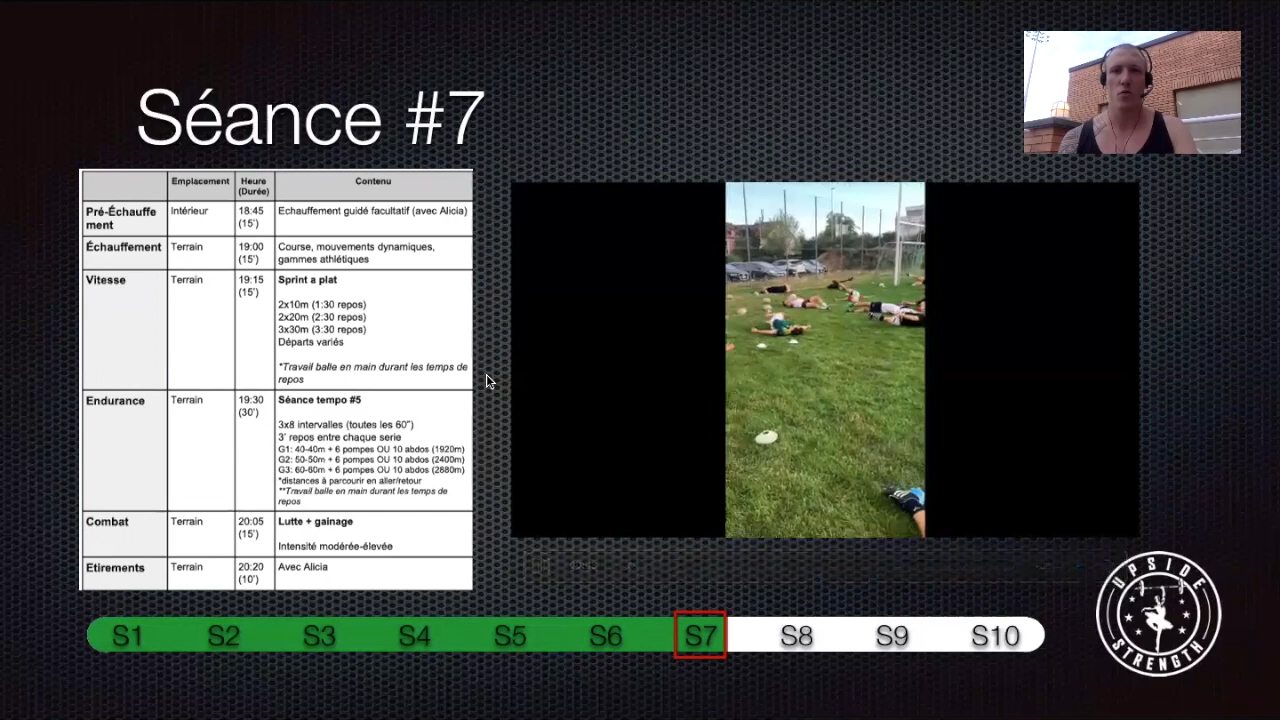 Séance #7
Emplacement
Heure
(Durée)
Contenu
Pré-Échauffe
ment
Intérieur
18:45
(15')
Echauffement guidé facultatif (avec Alicia)
Échauffement
Terrain
19:00
(15')
Course, mouvements dynamiques,
gammes athlétiques
Vitesse
Terrain
19:15
(15')
Sprint a plat
2x10m (1:30 repos)
2x20m (2:30 repos)
3x30m (3:30 repos)
Départs variés
*Travail balle en main durant les temps de
repos
Endurance
Terrain
19:30
(30')
Séance tempo #5
3x8 intervalles (toutes les 60")
3' repos entre chaque serie
G1: 40-40m + 6 pompes OU 10 abdos (1920m)
G2: 50-50m + 6 pompes OU 10 abdos (2400m)
G3: 60-60m + 6 pompes OU 10 abdos (2880m)
*distances à parcourir en aller/retour
**Travail balle en main durant les temps de
repos
Combat
Terrain
20:05
(15')
Lutte + gainage
Intensité modérée-élevée
Etirements
Terrain
20:20
(10')
Avec Alicia
S1 S2 S3 S4 S5 S6 S7 S8 S9 S10
UPSIDE
STRENGTH